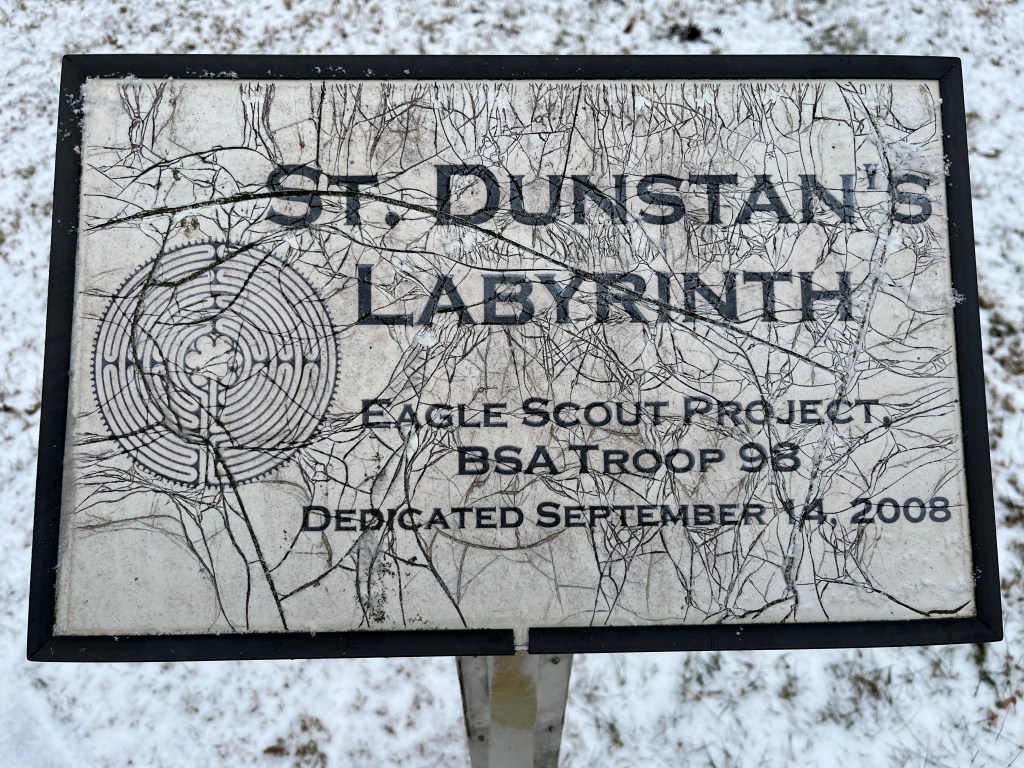 ST. DUNSTAN'S
LABYRINTH
EAGLE SCOUT PROJECT,
BSA TROOP 98
DEDICATED SEPTEMBER 14, 2008